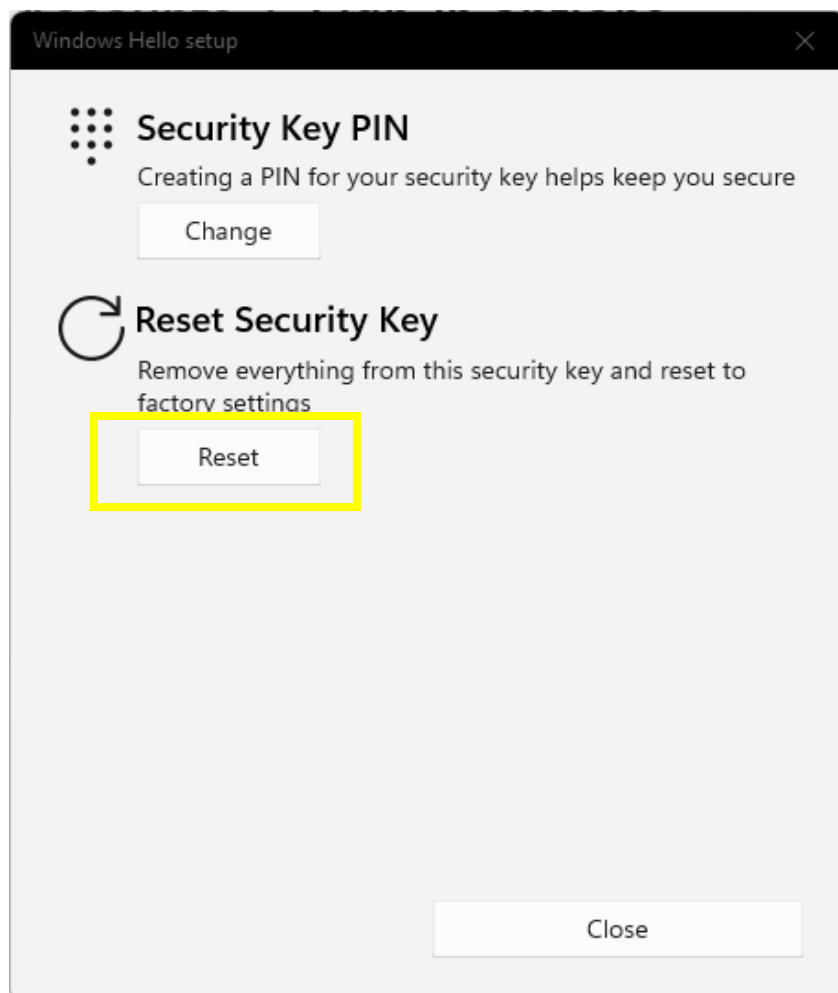 Windows Hello setup
Security Key PIN
Creating a PIN for your security key helps keep you secure
Change
Reset Security Key
Remove everything from this security key and reset to
factory settings
Reset
Close